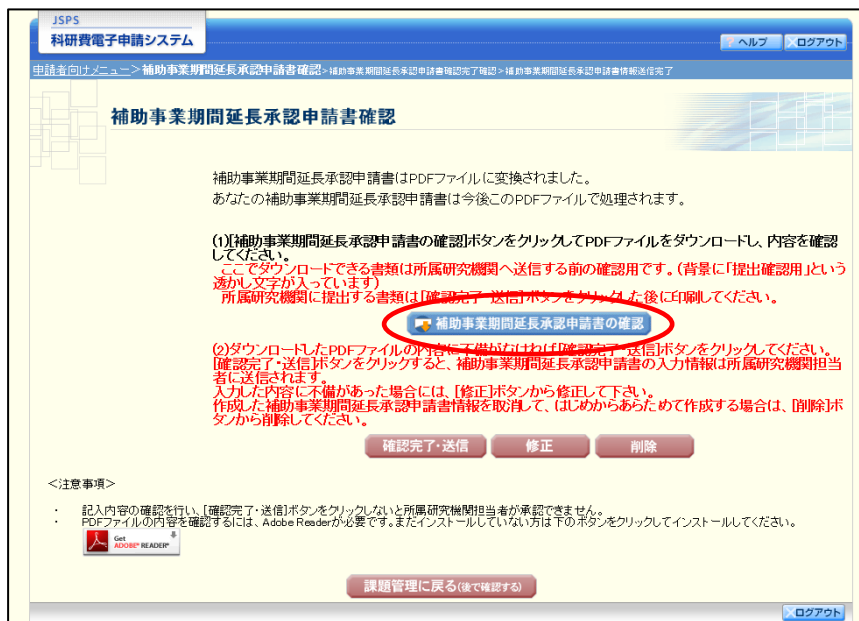 JSPS
科研費電子申請システム
? ヘルプ
ログアウト
申請者向けメニュー>補助事業期間延長承認申請書確認>補助事業期間延長承認申請書確認完了確認>補助事業期間延長承認申請書情報送信完了
補助事業期間延長承認申請書確認
補助事業期間延長承認申請書はPDFファイルに変換されました。
あなたの補助事業期間延長承認申請書は今後このPDFファイルで処理されます。
(1)[補助事業期間延長承認申請書の確認]ボタンをクリックしてPDFファイルをダウンロードし、内容を確認
してください。
ここでダウンロードできる書類は所属研究機関へ送信する前の確認用です。(背景に「提出確認用」という
透かし文字が入っています)
所属研究機関に提出する書類は[確認完了・送信]ボタンをクリックした後に印刷してください。
補助事業期間延長承認申請書の確認
(2)ダウンロードしたPDFファイルの内容に不備がなければ[確認完了・送信]ボタンをクリックしてください。
[確認完了・送信]ボタンをクリックすると、補助事業期間延長承認申請書の入力情報は所属研究機関担当
者に送信されます。
入力した内容に不備があった場合には、[修正]ボタンから修正して下さい。
作成した補助事業期間延長承認申請書情報を取消して、はじめからあらためて作成する場合は、[削除]ボ
タンから削除してください。
確認完了・送信
修正
削除
<注意事項>
・ 記入内容の確認を行い、[確認完了・送信]ボタンをクリックしないと所属研究機関担当者が承認できません。
・ PDFファイルの内容を確認するには、Adobe Readerが必要です。まだインストールしていない方は下のボタンをクリックしてインストールしてください。
Get
ADOBE® READER®
課題管理に戻る(後で確認する)
ログアウト